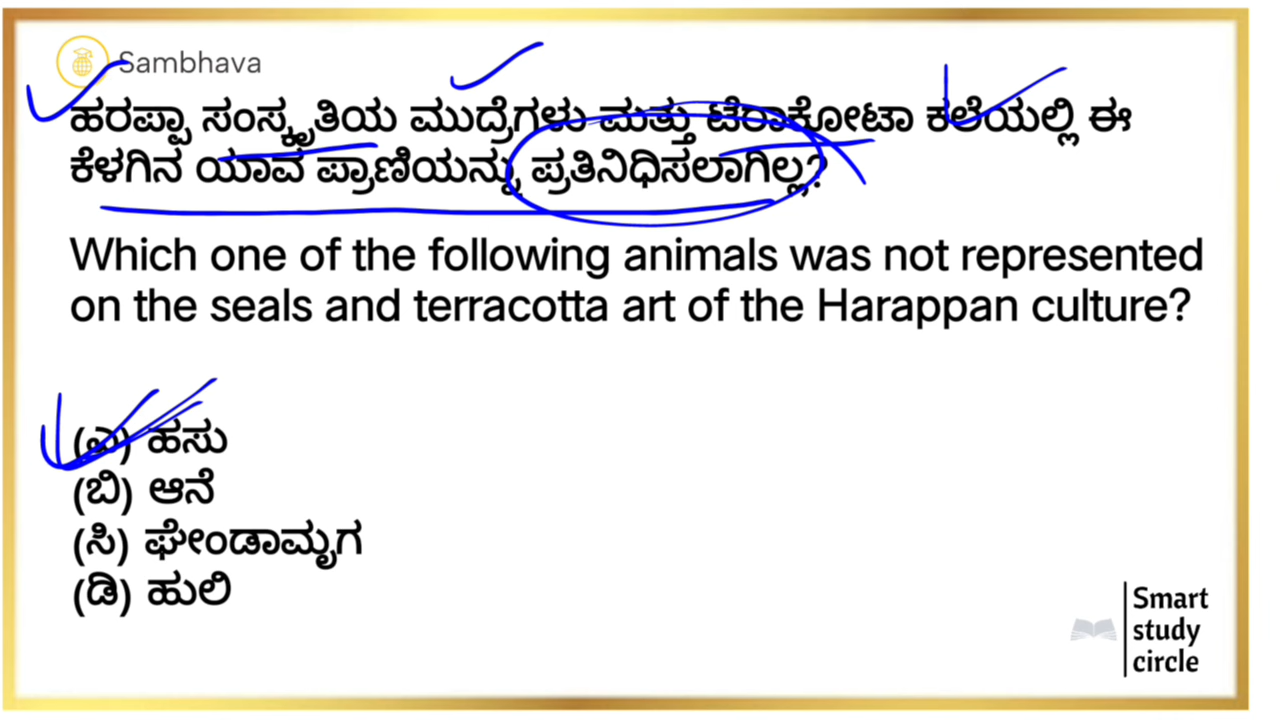 Sambhava
ಹರಪ್ಪಾ ಸಂಸ್ಕೃತಿಯ ಮುದ್ರೆಗಳು ಮತ್ತು ಟೆರಾಕೋಟಾ ಕಲೆಯಲ್ಲಿ ಈ
ಕೆಳಗಿನ ಯಾವ ಪ್ರಾಣಿಯನ್ನು ಪ್ರತಿನಿಧಿಸಲಾಗಿಲ್ಲ?
Which one of the following animals was not represented
on the seals and terracotta art of the Harappan culture?
(ಎ) ಹಸು
(ಬಿ) ಆನೆ
(ಸಿ) ಘೇಂಡಾಮೃಗ
(ಡಿ) ಹುಲಿ
Smart
study
circle